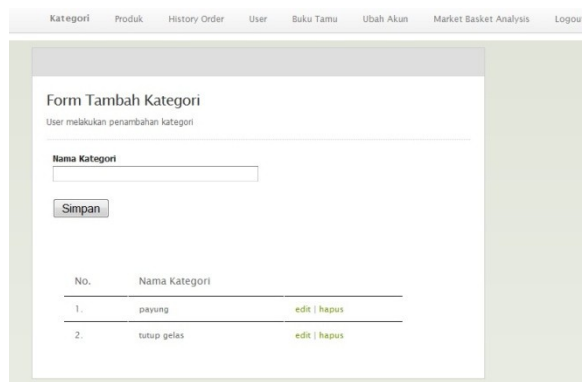 Kategori Produk History Order User Buku Tamu Ubah Akun Market Basket Analysis Logout
Form Tambah Kategori
User melakukan penambahan kategori
Nama Kategori
Simpan
No. Nama Kategori
1. payung edit | hapus
2. tutup gelas edit | hapus